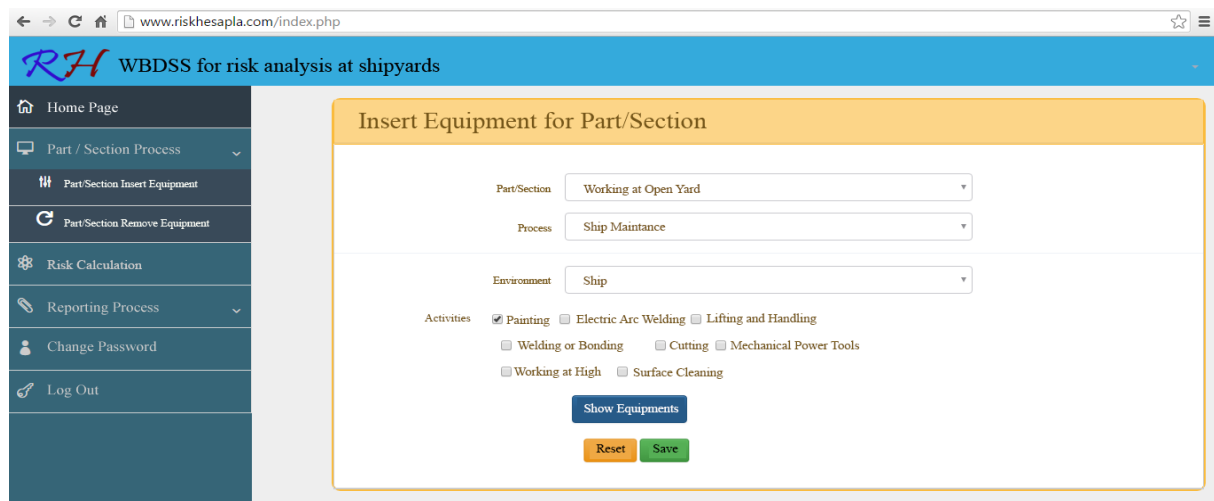 www.riskhesapla.com/index.php
RH WBDSS for risk analysis at shipyards
Home Page
Part / Section Process
Part/Section Insert Equipment
Part/Section Remove Equipment
Risk Calculation
Reporting Process
Change Password
Log Out
Insert Equipment for Part/Section
Part/Section Working at Open Yard
Process Ship Maintance
Environment Ship
Activities Painting Electric Arc Welding Lifting and Handling
Welding or Bonding Cutting Mechanical Power Tools
Working at High Surface Cleaning
Show Equipments
Reset Save